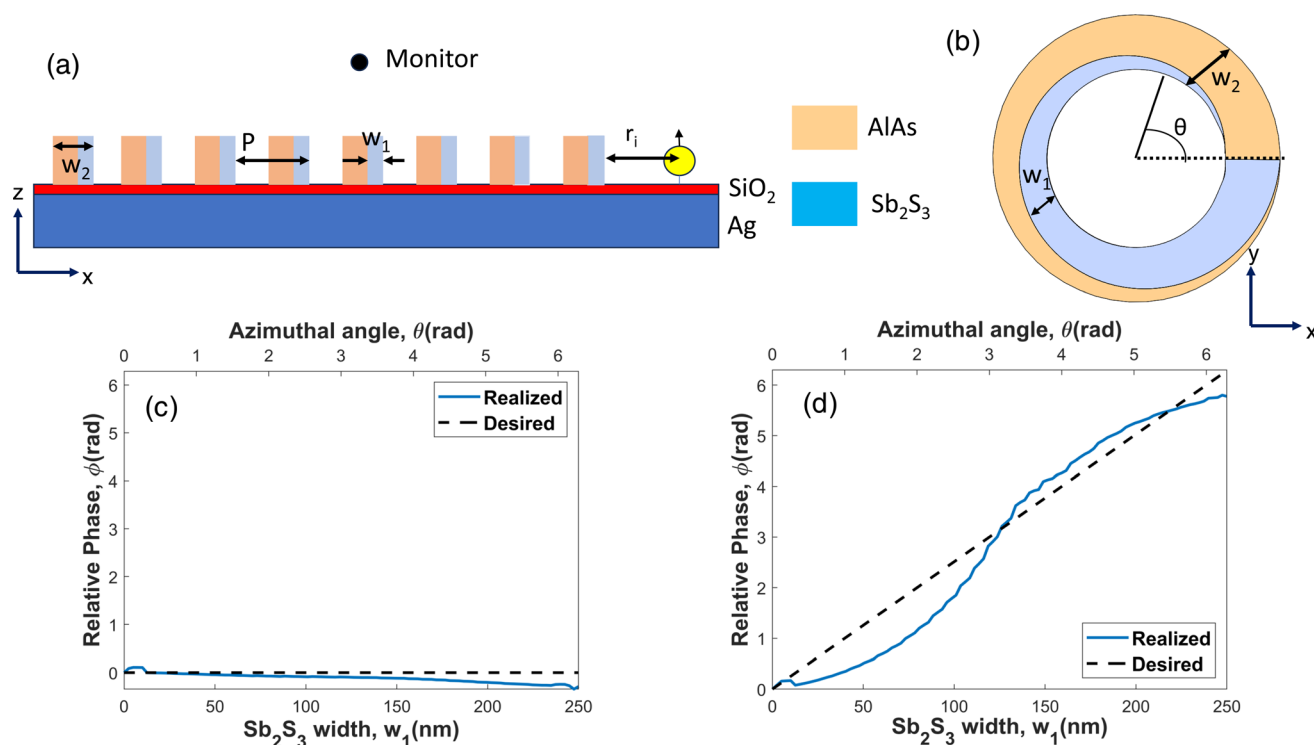 (a)
Monitor
P
w₁
w₂
rᵢ
SiO₂
Ag
z
x
AlAs
Sb₂S₃
(b)
w₂
θ
w₁
y
x
Azimuthal angle, θ(rad)
0 1 2 3 4 5 6
(c)
Realized
Desired
Relative Phase, ϕ(rad)
6
5
4
3
2
1
0
0 50 100 150 200 250
Sb₂S₃ width, w₁(nm)
Azimuthal angle, θ(rad)
0 1 2 3 4 5 6
(d)
Realized
Desired
Relative Phase, ϕ(rad)
6
5
4
3
2
1
0
0 50 100 150 200 250
Sb₂S₃ width, w₁(nm)